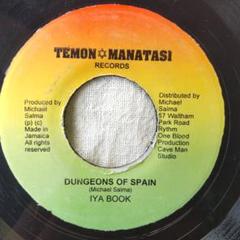 TEMON✡MANATASI
RECORDS
Produced by
Michael
Salma
(p) (c)
Made in
Jamaica
All rights
reserved
Distributed by
Michael
Salma
57 Waltham
Park Road
Rythm
One Blood
Production
Cave Man
Studio
DUNGEONS OF SPAIN
(Michael Salma)
IYA BOOK